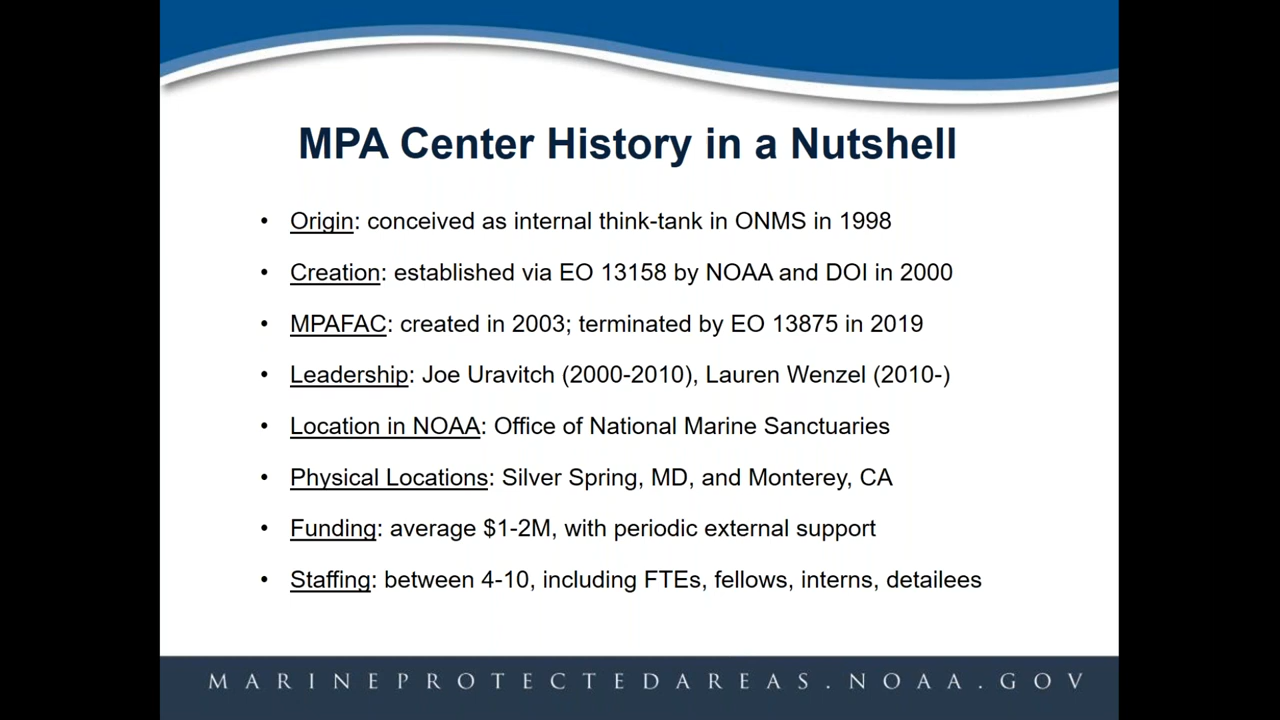 MPA Center History in a Nutshell
• Origin: conceived as internal think-tank in ONMS in 1998
• Creation: established via EO 13158 by NOAA and DOI in 2000
• MPAFAC: created in 2003; terminated by EO 13875 in 2019
• Leadership: Joe Uravitch (2000-2010), Lauren Wenzel (2010-)
• Location in NOAA: Office of National Marine Sanctuaries
• Physical Locations: Silver Spring, MD, and Monterey, CA
• Funding: average $1-2M, with periodic external support
• Staffing: between 4-10, including FTEs, fellows, interns, detailees
MARINEPROTECTEDAREAS.NOAA.GOV